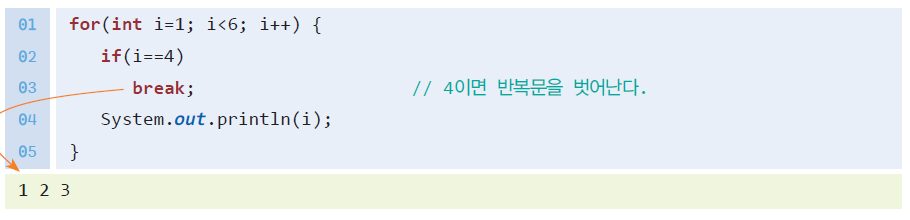 01 for(int i=1; i<6; i++) {
02 if(i==4)
03 break; // 4이면 반복문을 벗어난다.
04 System.out.println(i);
05 }
1 2 3